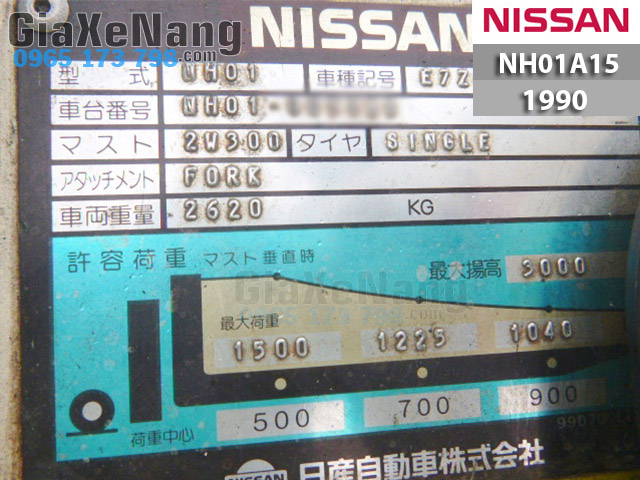 GiaXeNang
.com
0965 173 798
NISSAN
NISSAN
NH01A15
1990
型 式 NH01 車種記号 E7Z
車台番号 NH01-
マスト 2W300 タイヤ SINGLE
アタッチメント FORK
車両重量 2620 KG
許容荷重 マスト垂直時 最大揚高 3000
GiaXeNang
.com
最大荷重
1500 1225 1040
500 700 900
荷重中心
NISSAN 日産自動車株式会社